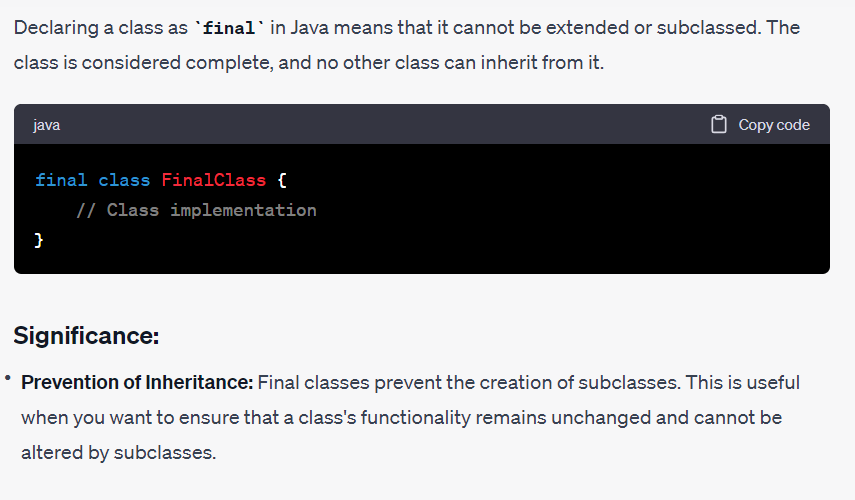 Declaring a class as `final` in Java means that it cannot be extended or subclassed. The
class is considered complete, and no other class can inherit from it.
java
Copy code
final class FinalClass {
    // Class implementation
}
Significance:
• Prevention of Inheritance: Final classes prevent the creation of subclasses. This is useful
when you want to ensure that a class's functionality remains unchanged and cannot be
altered by subclasses.